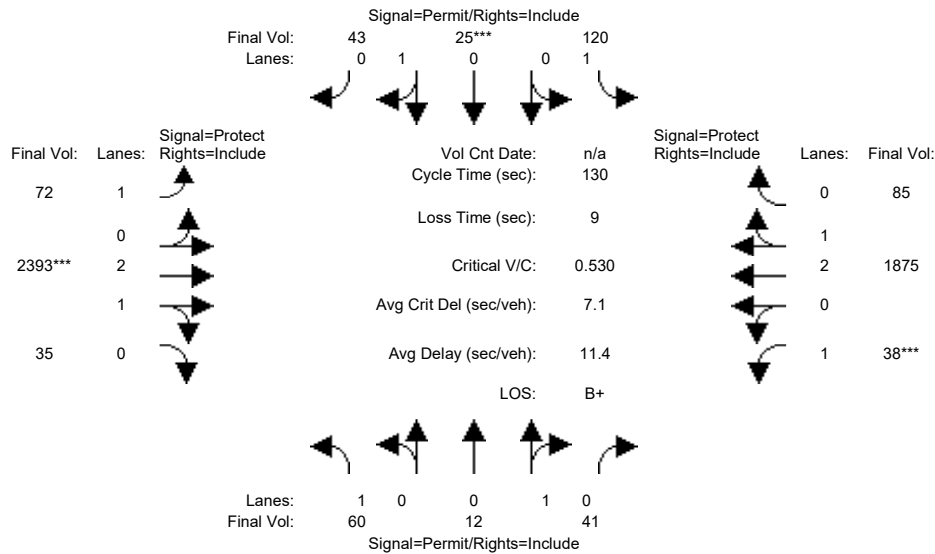 Signal=Permit/Rights=Include
Final Vol: 43 25*** 120
Lanes: 0 1 0 0 1
Signal=Protect
Final Vol: Lanes: Rights=Include
Vol Cnt Date: n/a
Signal=Protect
Rights=Include Lanes: Final Vol:
Cycle Time (sec): 130
72 1
0 85
Loss Time (sec): 9
0
1
2393*** 2
Critical V/C: 0.530
2 1875
1
Avg Crit Del (sec/veh): 7.1
0
35 0
Avg Delay (sec/veh): 11.4
1 38***
LOS: B+
Lanes: 1 0 0 1 0
Final Vol: 60 12 41
Signal=Permit/Rights=Include